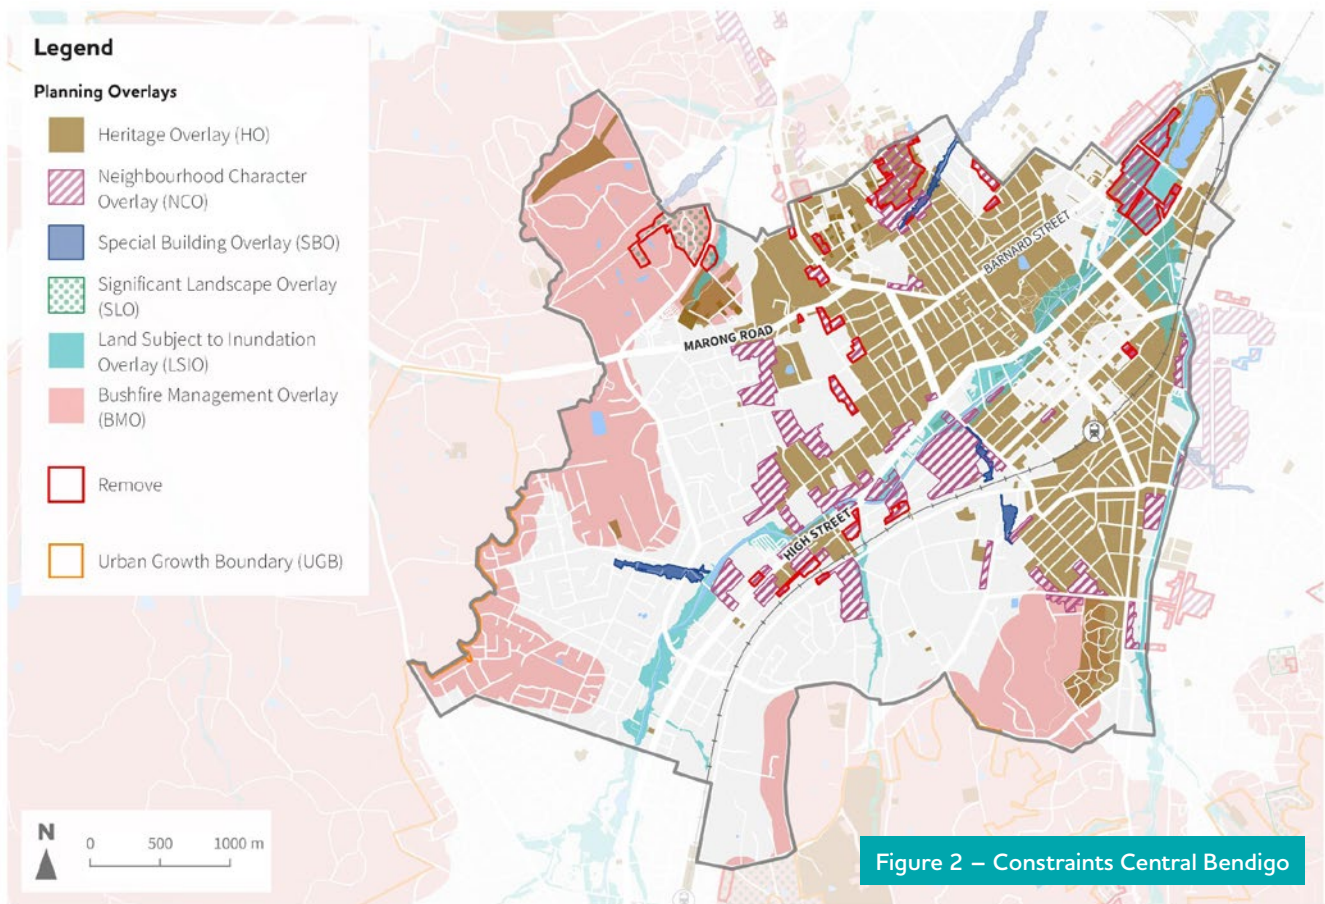 Legend
Planning Overlays
Heritage Overlay (HO)
Neighbourhood Character
Overlay (NCO)
Special Building Overlay (SBO)
Significant Landscape Overlay
(SLO)
Land Subject to Inundation
Overlay (LSIO)
Bushfire Management Overlay
(BMO)
Remove
Urban Growth Boundary (UGB)
BARNARD STREET
MARONG ROAD
HIGH STREET
N
0 500 1000 m
Figure 2 – Constraints Central Bendigo